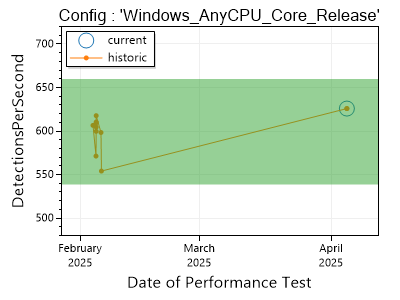 Config : 'Windows_AnyCPU_Core_Release'
current
historic
DetectionsPerSecond
700
650
600
550
500
February
2025
March
2025
April
2025
Date of Performance Test